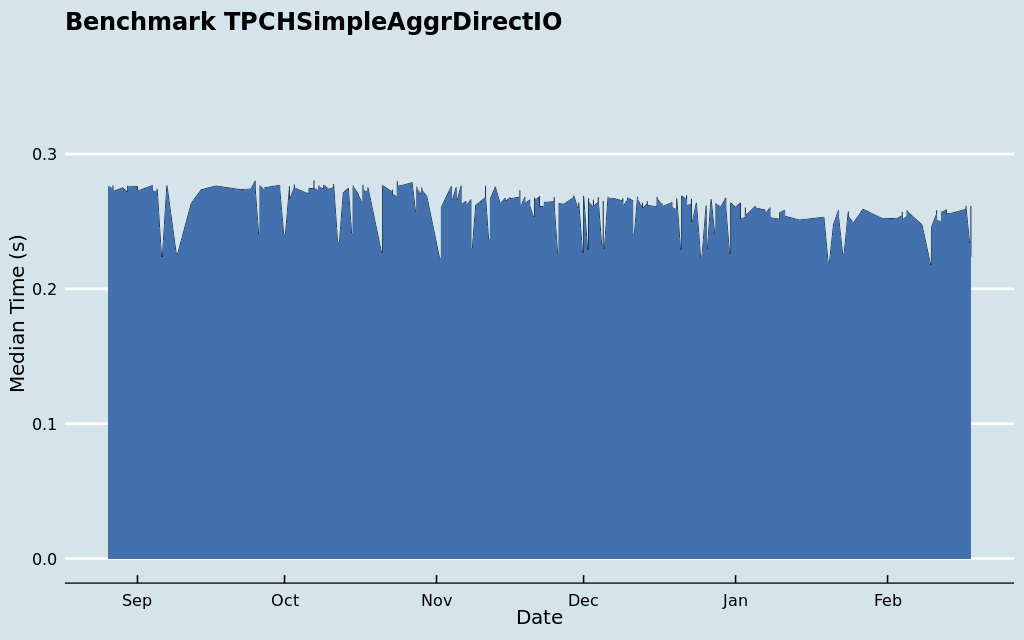 Benchmark TPCHSimpleAggrDirectIO
Median Time (s)
0.3
0.2
0.1
0.0
Sep Oct Nov Dec Jan Feb
Date